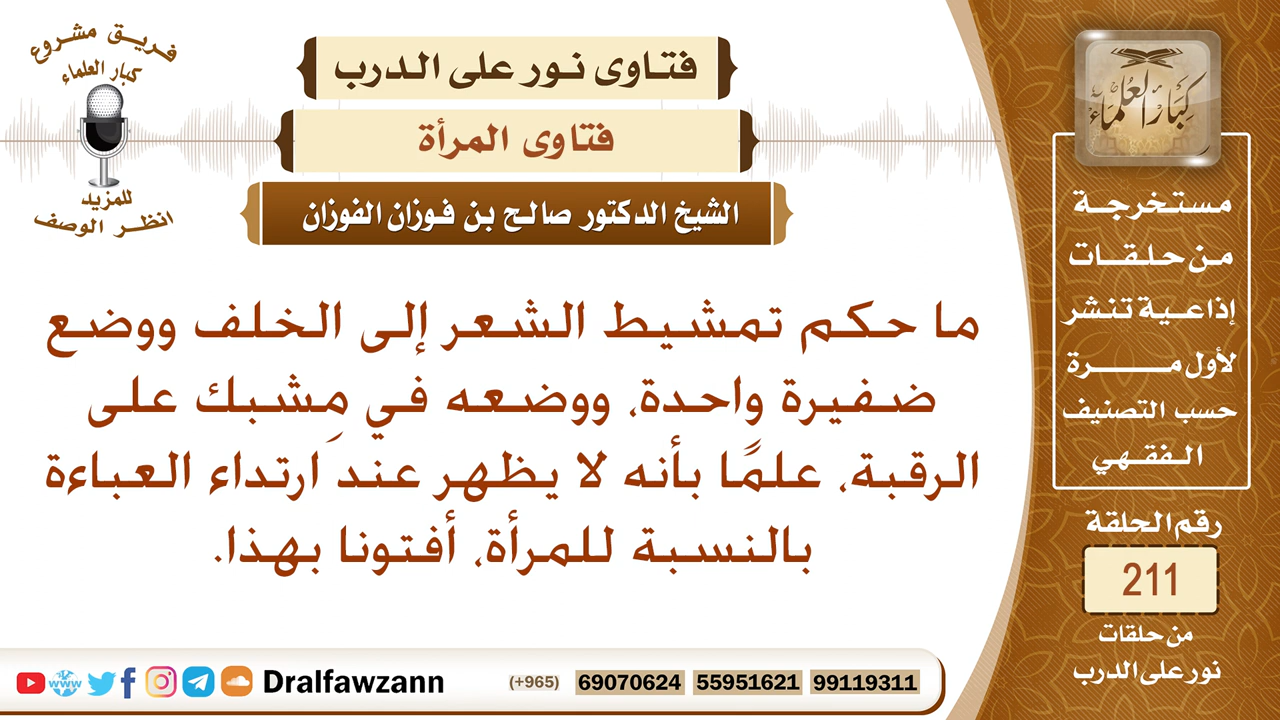 فريق مشروع
كبار العلماء
للمزيد
انظر الوصف
فتاوى نور على الدرب
فتاوى المرأة
الشيخ الدكتور صالح بن فوزان الفوزان
ما حكم تمشيط الشعر إلى الخلف ووضع
ضفيرة واحدة، ووضعه في مِشبك على
الرقبة، علمًا بأنه لا يظهر عند ارتداء العباءة
بالنسبة للمرأة، أفتونا بهذا.
كبار العلماء
مستخرجة
من حلقات
إذاعية تنشر
لأول مرة
حسب التصنيف
الفقهي
رقم الحلقة
211
من حلقات
نور على الدرب
www Dralfawzann (+965) 69070624 55951621 99119311